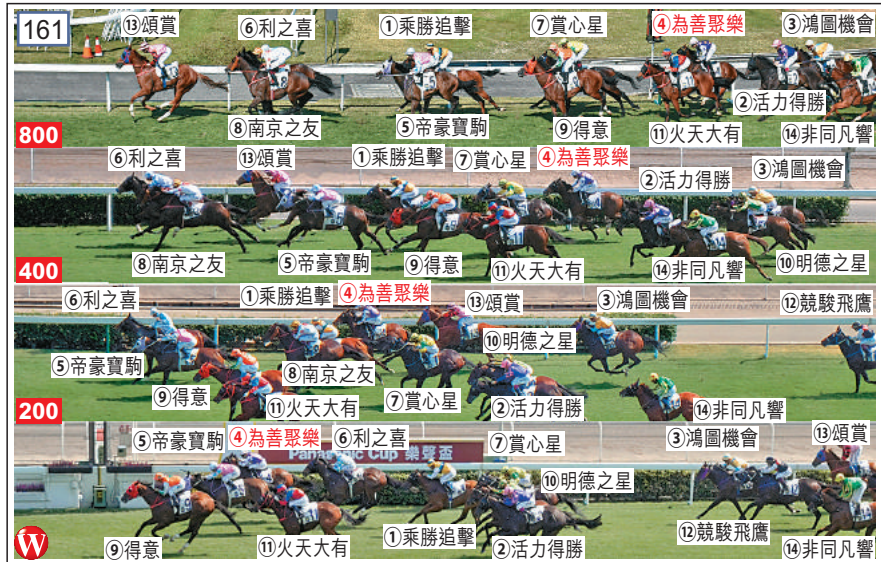 161
⑬頌賞 ⑥利之喜 ①乘勝追擊 ⑦賞心星 ④為善聚樂 ③鴻圖機會
②活力得勝
⑧南京之友 ⑤帝豪寶駒 ⑨得意 ⑪火天大有 ⑭非同凡響
800
⑥利之喜 ⑬頌賞 ①乘勝追擊 ⑦賞心星 ④為善聚樂 ②活力得勝 ③鴻圖機會
⑧南京之友 ⑤帝豪寶駒 ⑨得意 ⑪火天大有 ⑭非同凡響 ⑩明德之星
400
⑥利之喜 ①乘勝追擊 ④為善聚樂 ⑬頌賞 ③鴻圖機會 ⑫競駿飛鷹
⑩明德之星
⑤帝豪寶駒 ⑧南京之友
⑨得意 ⑪火天大有 ⑦賞心星 ②活力得勝 ⑭非同凡響
200
⑤帝豪寶駒 ④為善聚樂 ⑥利之喜 ⑦賞心星 ③鴻圖機會 ⑬頌賞
Panasonic Cup 樂聲盃
⑩明德之星
⑨得意 ⑪火天大有 ①乘勝追擊 ②活力得勝 ⑫競駿飛鷹 ⑭非同凡響
W